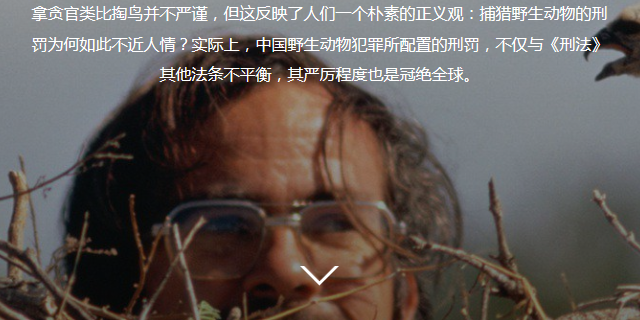 拿贪官类比掏鸟并不严谨，但这反映了人们一个朴素的正义观：捕猎野生动物的刑
罚为何如此不近人情？实际上，中国野生动物犯罪所配置的刑罚，不仅与《刑法》
其他法条不平衡，其严厉程度也是冠绝全球。